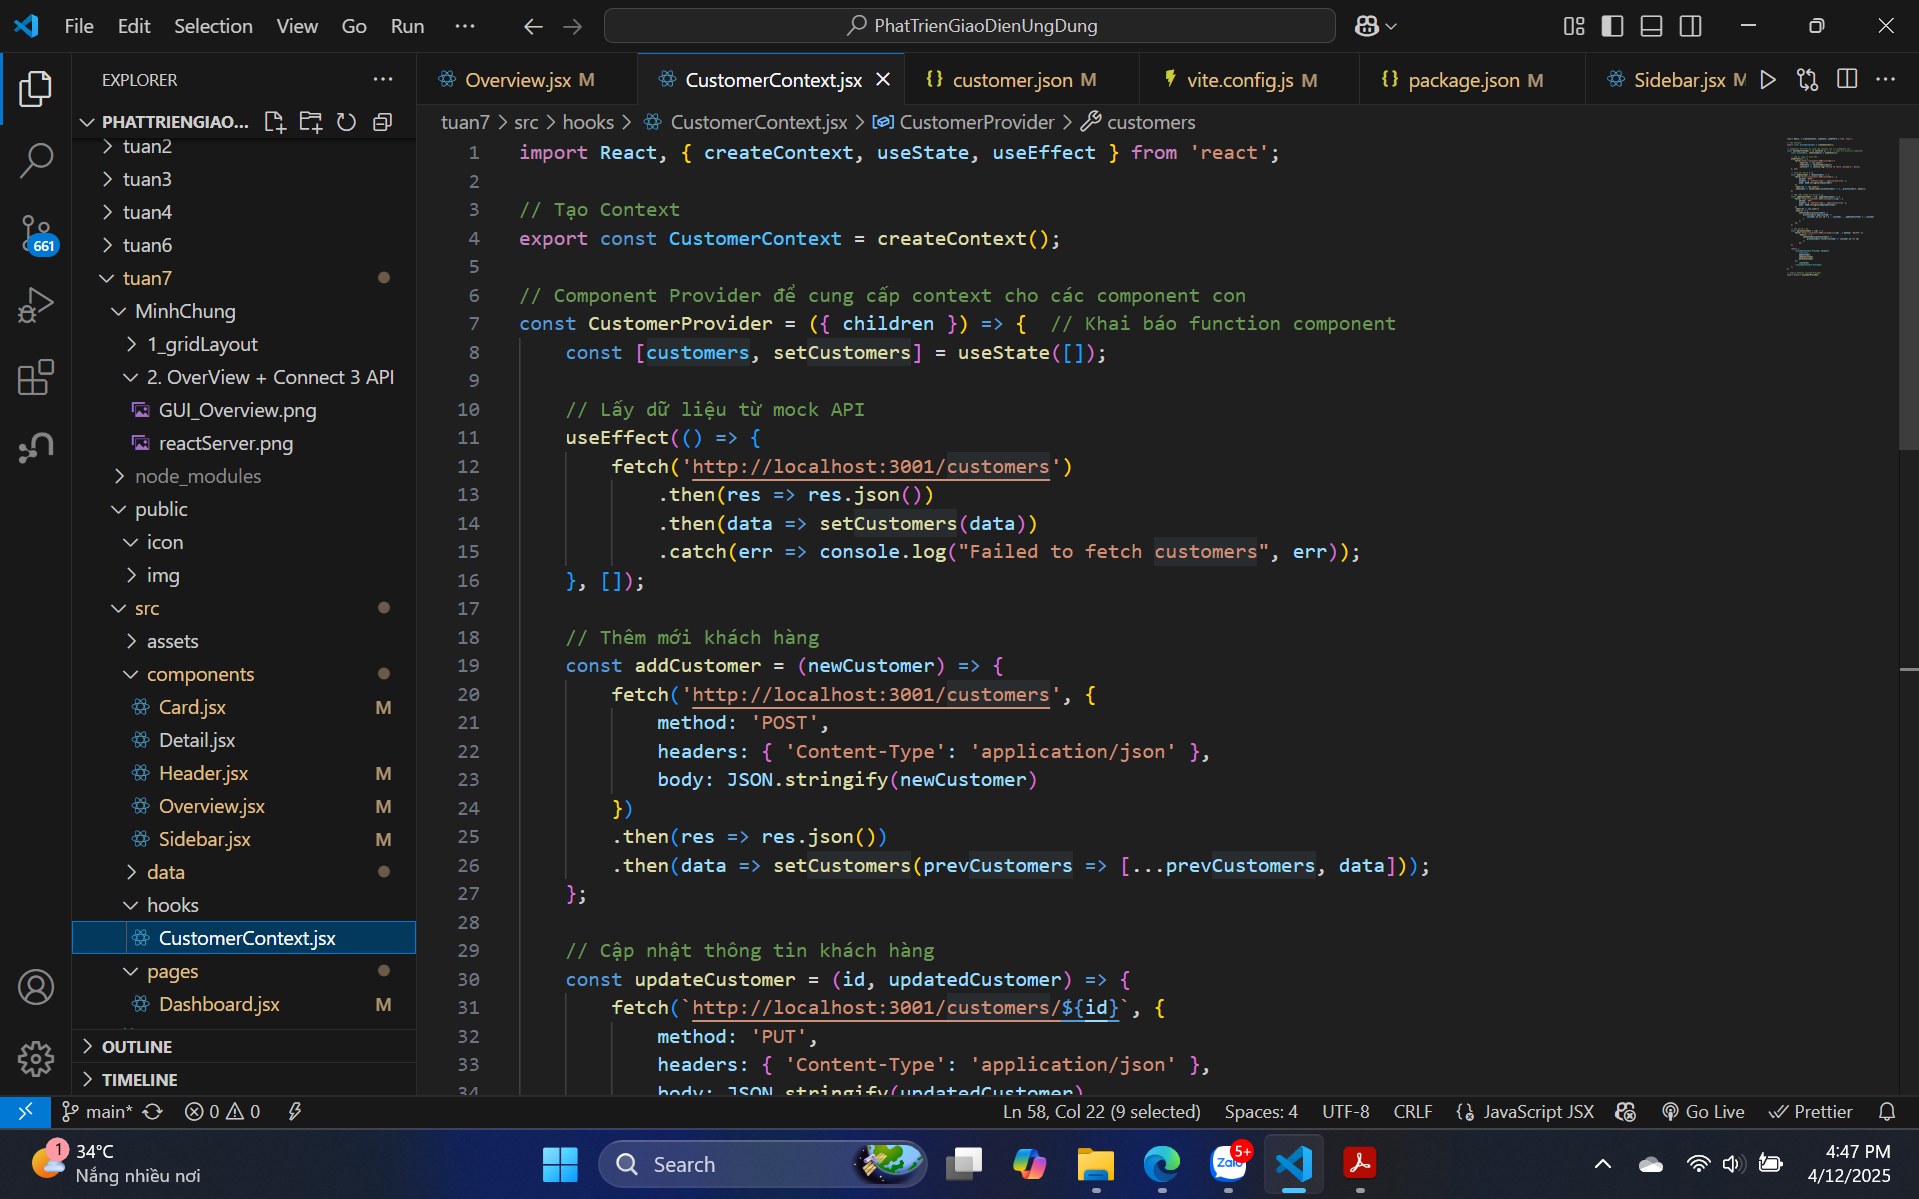 File Edit Selection View Go Run ··· PhatTrienGiaoDienUngDung
EXPLORER
PHATTRIENGIAO...
tuan2
tuan3
tuan4
tuan6
tuan7
MinhChung
1_gridLayout
2. OverView + Connect 3 API
GUI_Overview.png
reactServer.png
node_modules
public
icon
img
src
assets
components
Card.jsx M
Detail.jsx
Header.jsx M
Overview.jsx M
Sidebar.jsx M
data
hooks
CustomerContext.jsx
pages
Dashboard.jsx M
OUTLINE
TIMELINE
661
Overview.jsx M CustomerContext.jsx customer.json M vite.config.js M package.json M Sidebar.jsx M
tuan7 > src > hooks > CustomerContext.jsx > CustomerProvider > customers
1 import React, { createContext, useState, useEffect } from 'react';
2
3 // Tạo Context
4 export const CustomerContext = createContext();
5
6 // Component Provider để cung cấp context cho các component con
7 const CustomerProvider = ({ children }) => { // Khai báo function component
8 const [customers, setCustomers] = useState([]);
9
10 // Lấy dữ liệu từ mock API
11 useEffect(() => {
12 fetch('http://localhost:3001/customers')
13 .then(res => res.json())
14 .then(data => setCustomers(data))
15 .catch(err => console.log("Failed to fetch customers", err));
16 }, []);
17
18 // Thêm mới khách hàng
19 const addCustomer = (newCustomer) => {
20 fetch('http://localhost:3001/customers', {
21 method: 'POST',
22 headers: { 'Content-Type': 'application/json' },
23 body: JSON.stringify(newCustomer)
24 })
25 .then(res => res.json())
26 .then(data => setCustomers(prevCustomers => [...prevCustomers, data]));
27 };
28
29 // Cập nhật thông tin khách hàng
30 const updateCustomer = (id, updatedCustomer) => {
31 fetch(`http://localhost:3001/customers/${id}`, {
32 method: 'PUT',
33 headers: { 'Content-Type': 'application/json' },
34 body: JSON.stringify(updatedCustomer)
main* 0 0 Ln 58, Col 22 (9 selected) Spaces: 4 UTF-8 CRLF JavaScript JSX Go Live Prettier
1 34°C
Nắng nhiều nơi
Search
Zalo 5+
4:47 PM
4/12/2025